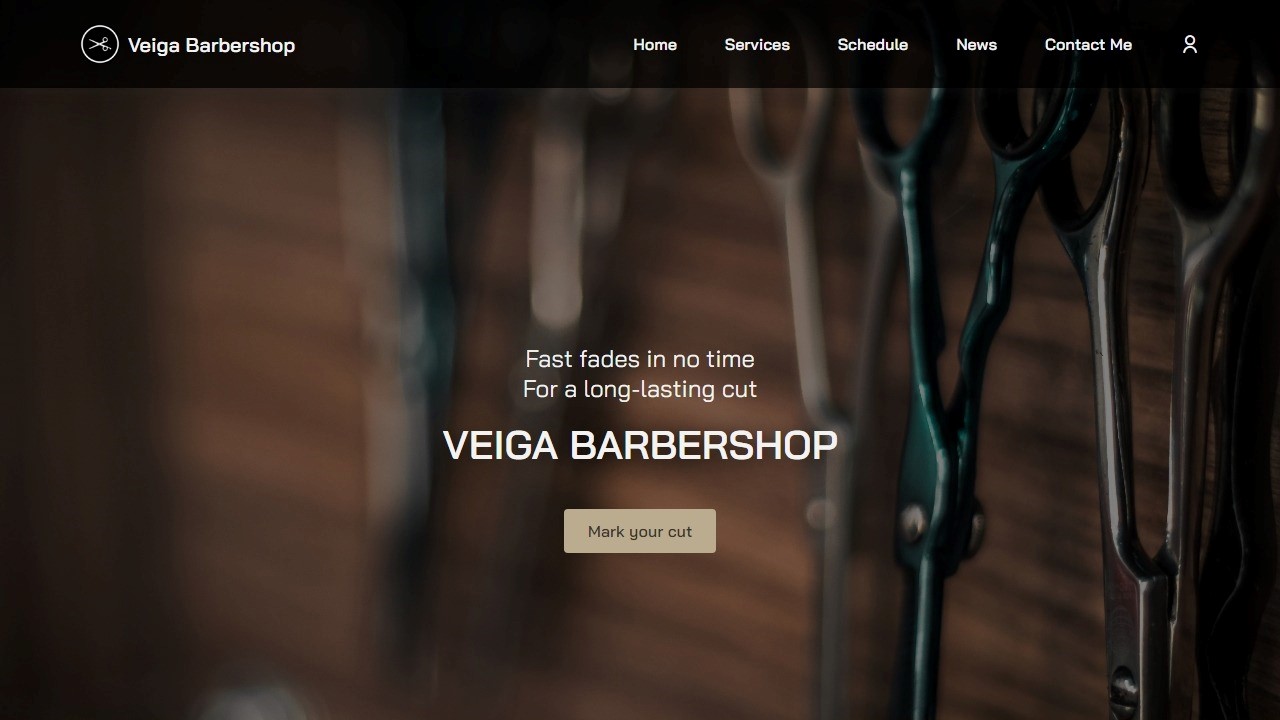 Veiga Barbershop
Home
Services
Schedule
News
Contact Me
Fast fades in no time
For a long-lasting cut
VEIGA BARBERSHOP
Mark your cut